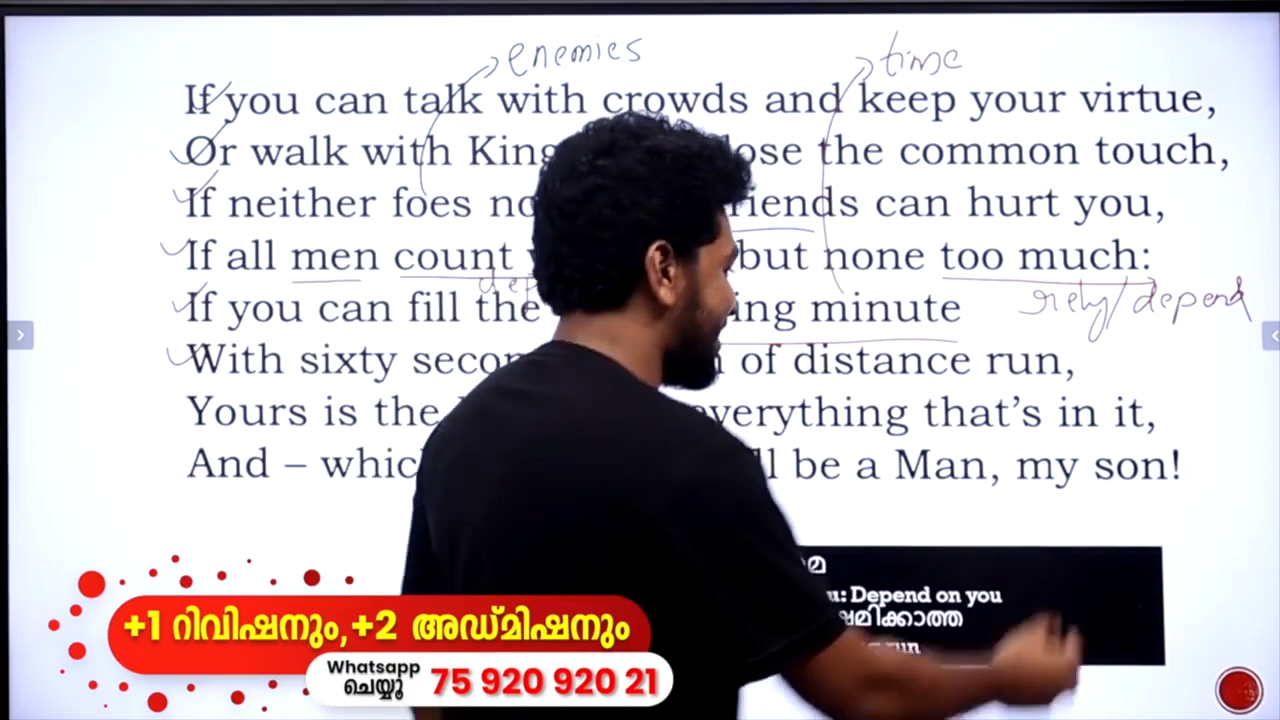 enemies time
If you can talk with crowds and keep your virtue,
Or walk with King ose the common touch,
If neither foes no riends can hurt you,
If all men count but none too much:
If you can fill the ing minute
rely/depend
With sixty secon of distance run,
Yours is the everything that's in it,
And – whic ll be a Man, my son!
u: Depend on you
ഷമിക്കാത്ത
run
+1 റിവിഷനും,+2 അഡ്മിഷനും
Whatsapp
ചെയ്യൂ 75 920 920 21